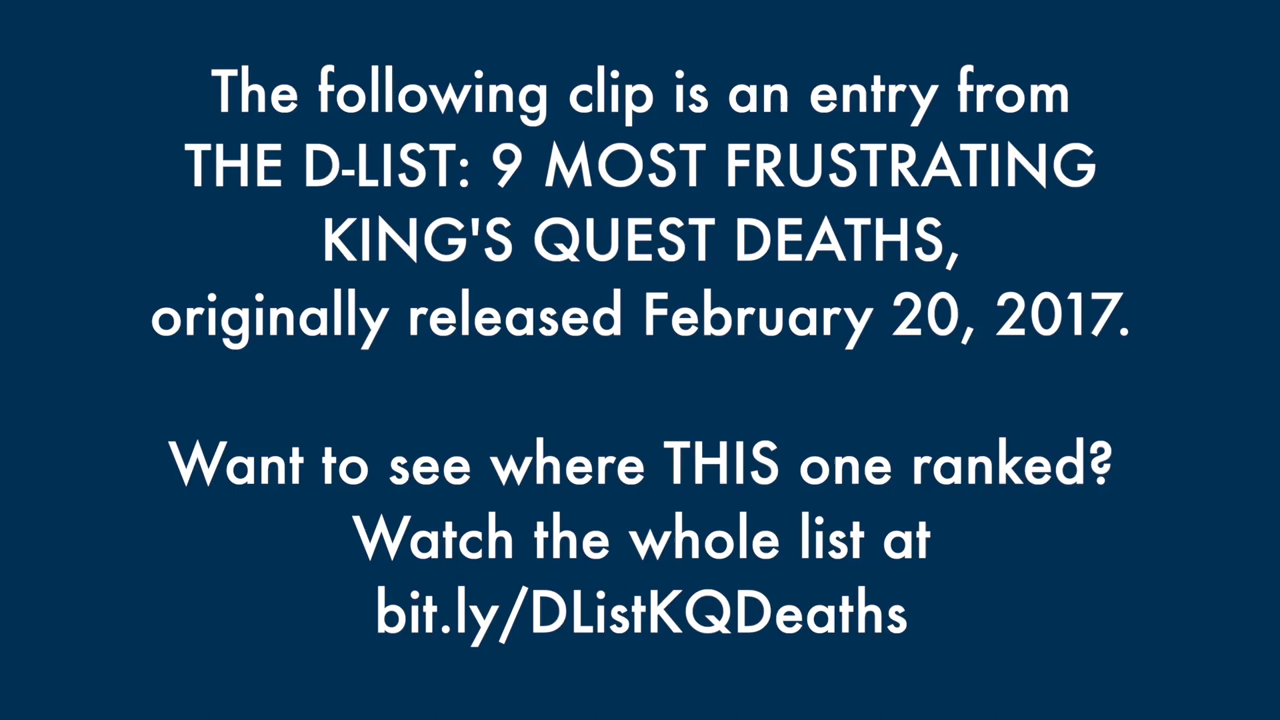 The following clip is an entry from
THE D-LIST: 9 MOST FRUSTRATING
KING'S QUEST DEATHS,
originally released February 20, 2017.
Want to see where THIS one ranked?
Watch the whole list at
bit.ly/DListKQDeaths